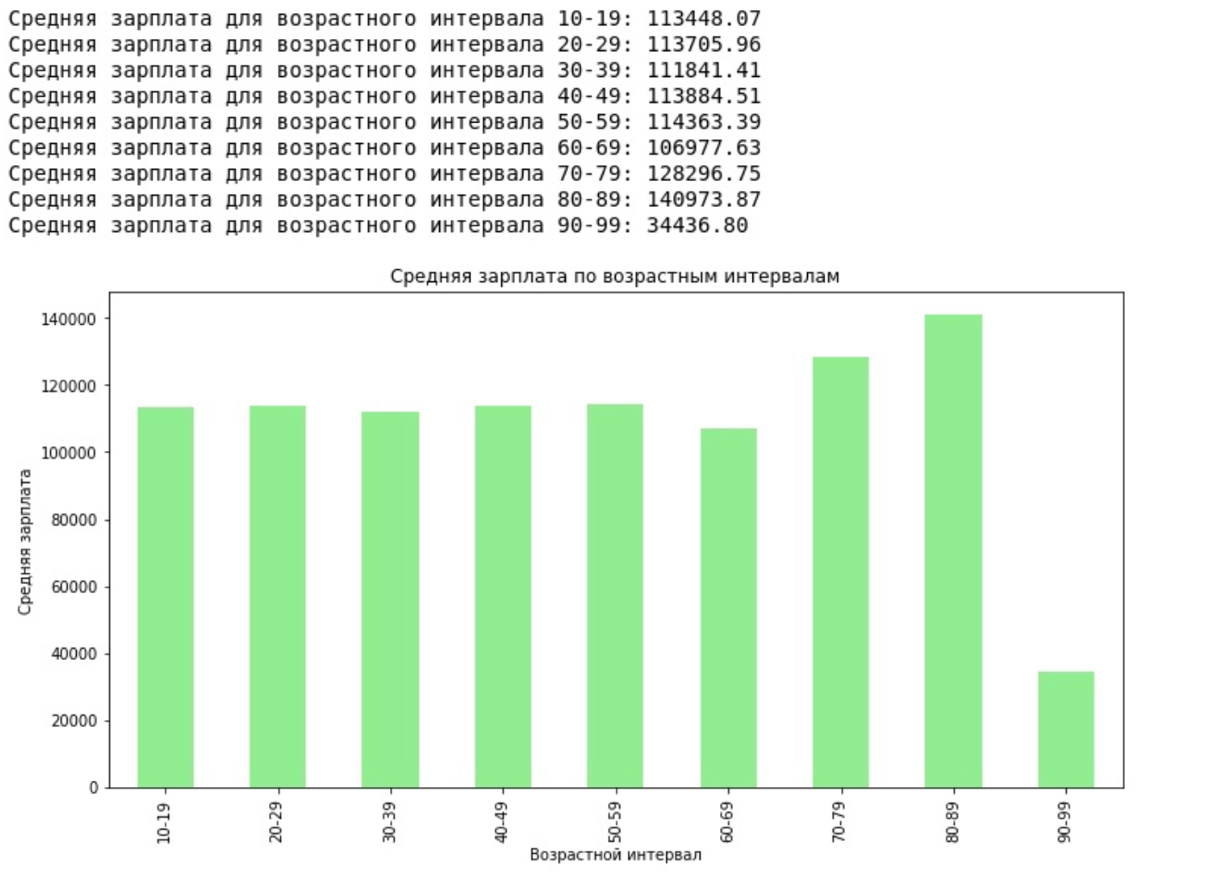 Средняя зарплата для возрастного интервала 10-19: 113448.07
Средняя зарплата для возрастного интервала 20-29: 113705.96
Средняя зарплата для возрастного интервала 30-39: 111841.41
Средняя зарплата для возрастного интервала 40-49: 113884.51
Средняя зарплата для возрастного интервала 50-59: 114363.39
Средняя зарплата для возрастного интервала 60-69: 106977.63
Средняя зарплата для возрастного интервала 70-79: 128296.75
Средняя зарплата для возрастного интервала 80-89: 140973.87
Средняя зарплата для возрастного интервала 90-99: 34436.80
Средняя зарплата по возрастным интервалам
Средняя зарплата
140000
120000
100000
80000
60000
40000
20000
0
10-19
20-29
30-39
40-49
50-59
60-69
70-79
80-89
90-99
Возрастной интервал